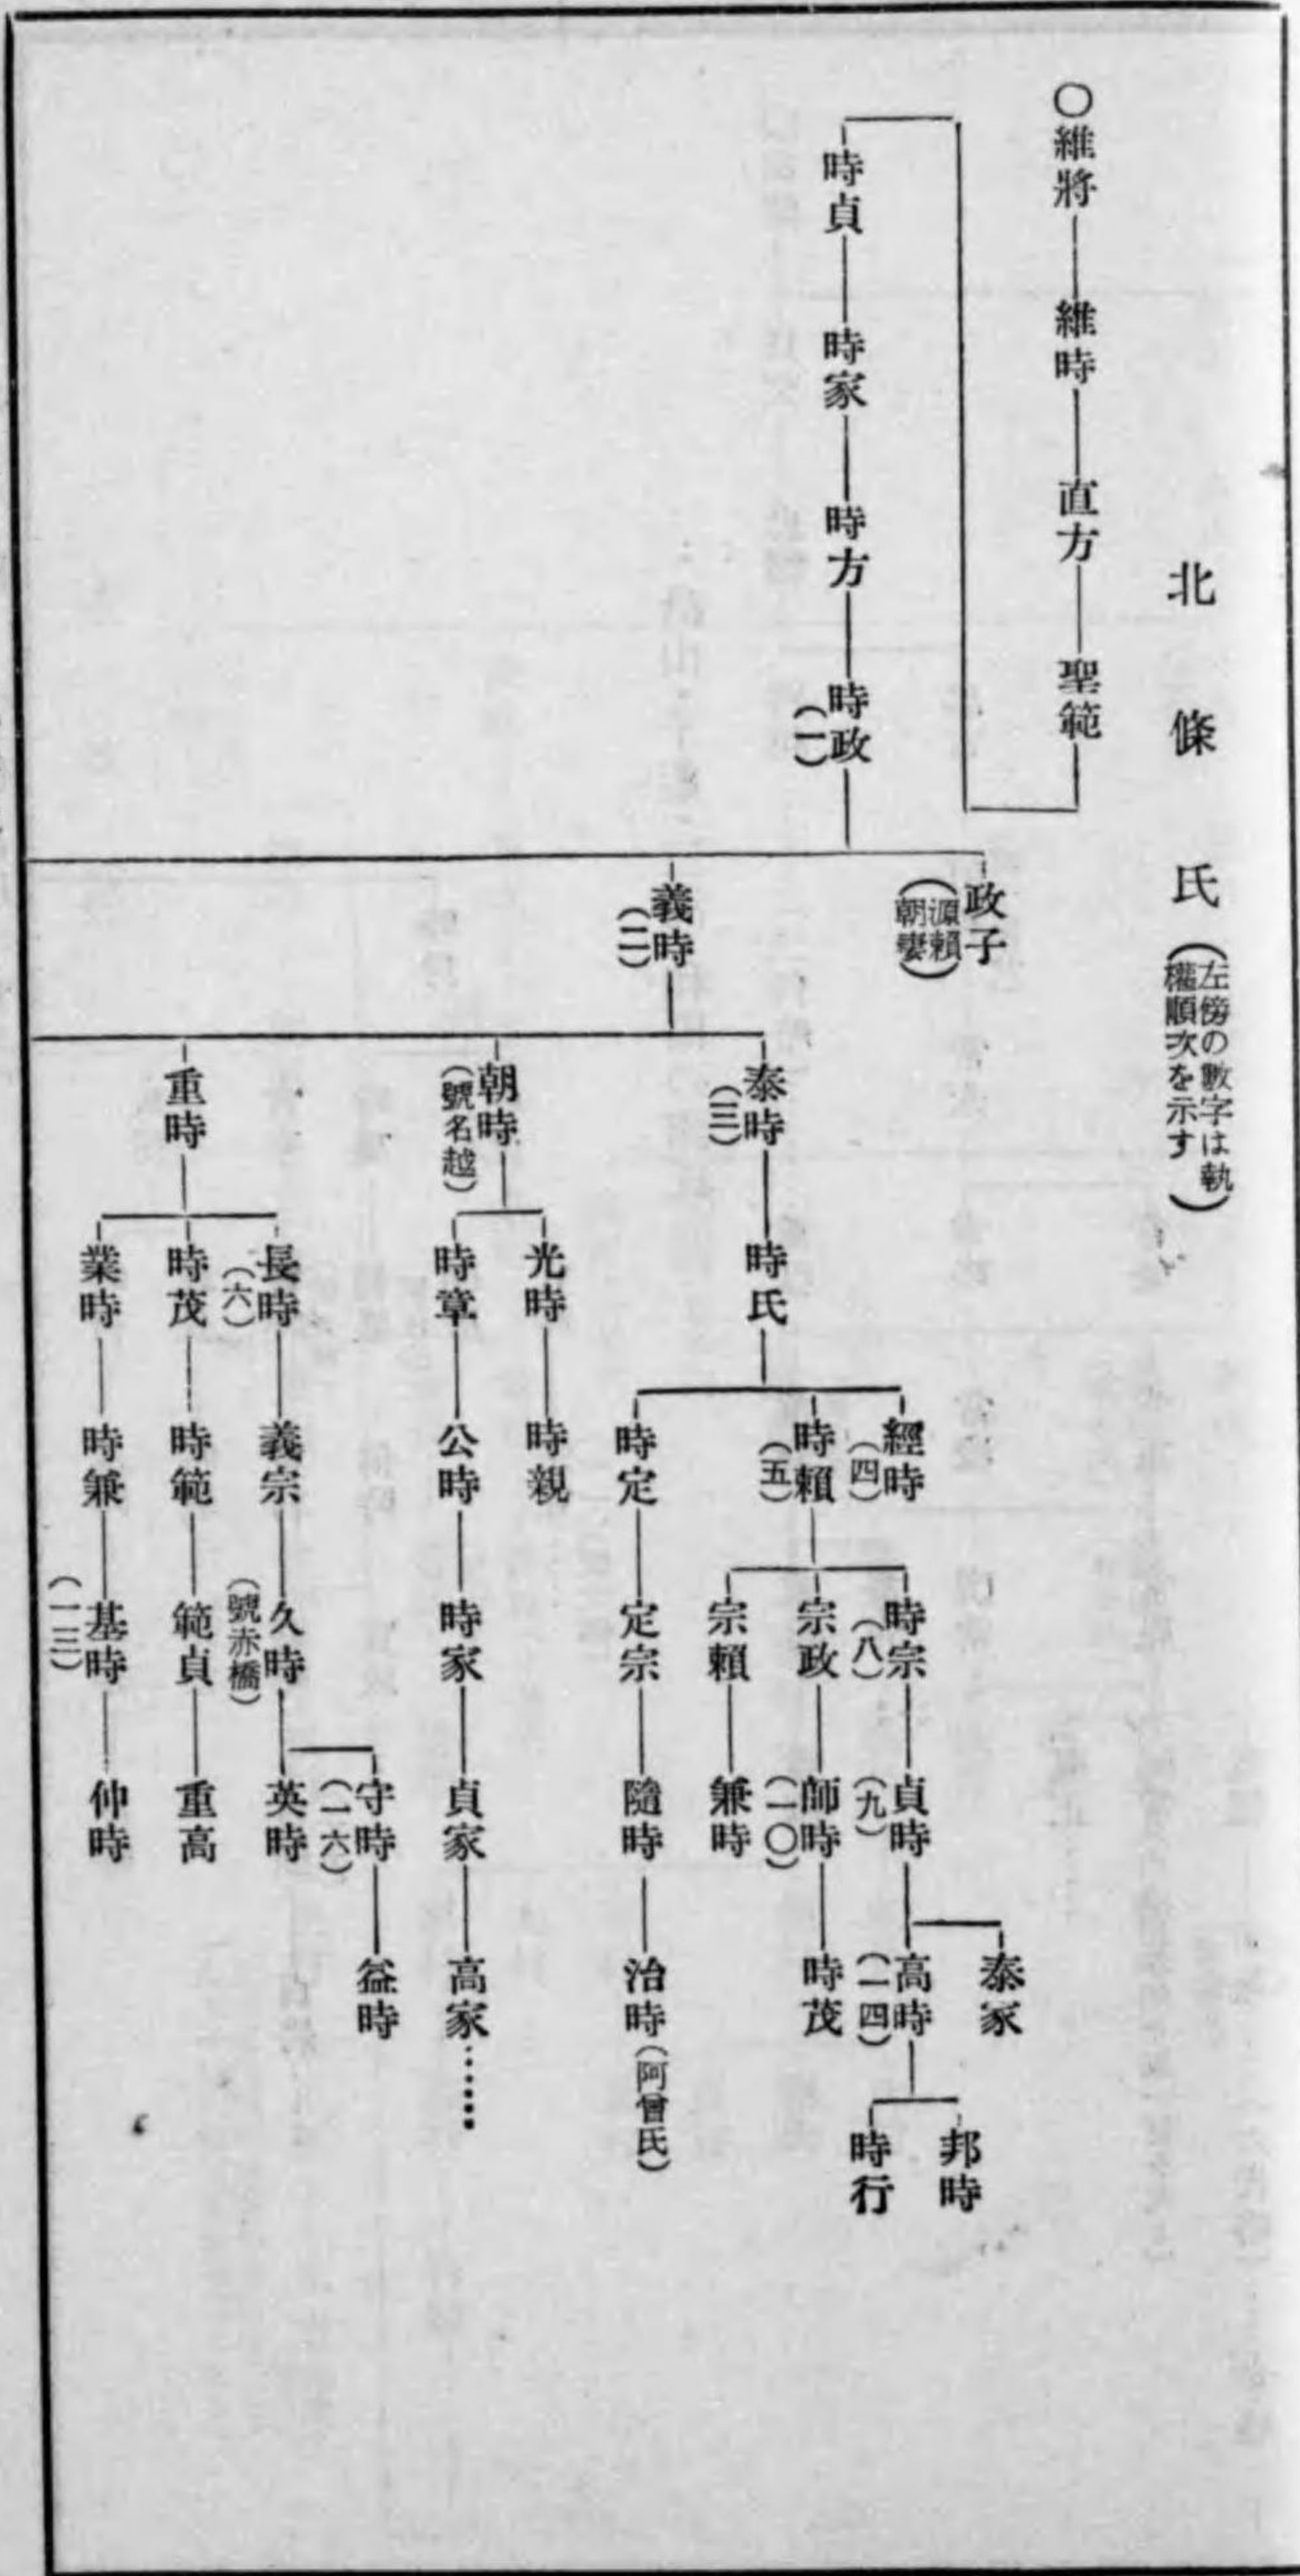 北條氏(左傍の數字は執
權順次を示す)
〇維將―維時―直方―聖範
時貞―時家―時方―時政
(一)
政子
(源賴
朝妻)
義時
(二)
泰時―時氏
(三)
經時
(四)
時賴
(五)
時宗―貞時
(八)
(九)
泰家
高時
(一四)
邦時
時行
宗政―師時―時茂
(一〇)
宗賴―兼時
時定―定宗―隨時―治時(阿曾氏)
朝時
(號名越)
光時―時親
時章―公時―時家―貞家―高家……
重時
長時―義宗―久時
(六)
(號赤橋)
守時―益時
(一六)
英時
時茂―時範―範貞―重高
業時―時兼―基時―仲時
(一三)